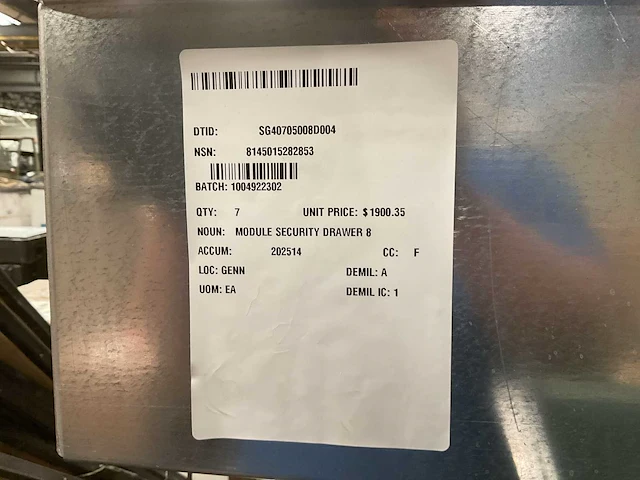 DTID: SG40705008D004
NSN: 8145015282853
BATCH: 1004922302
QTY: 7 UNIT PRICE: $1900.35
NOUN: MODULE SECURITY DRAWER 8
ACCUM: 202514 CC: F
LOC: GENN DEMIL: A
UOM: EA DEMIL IC: 1